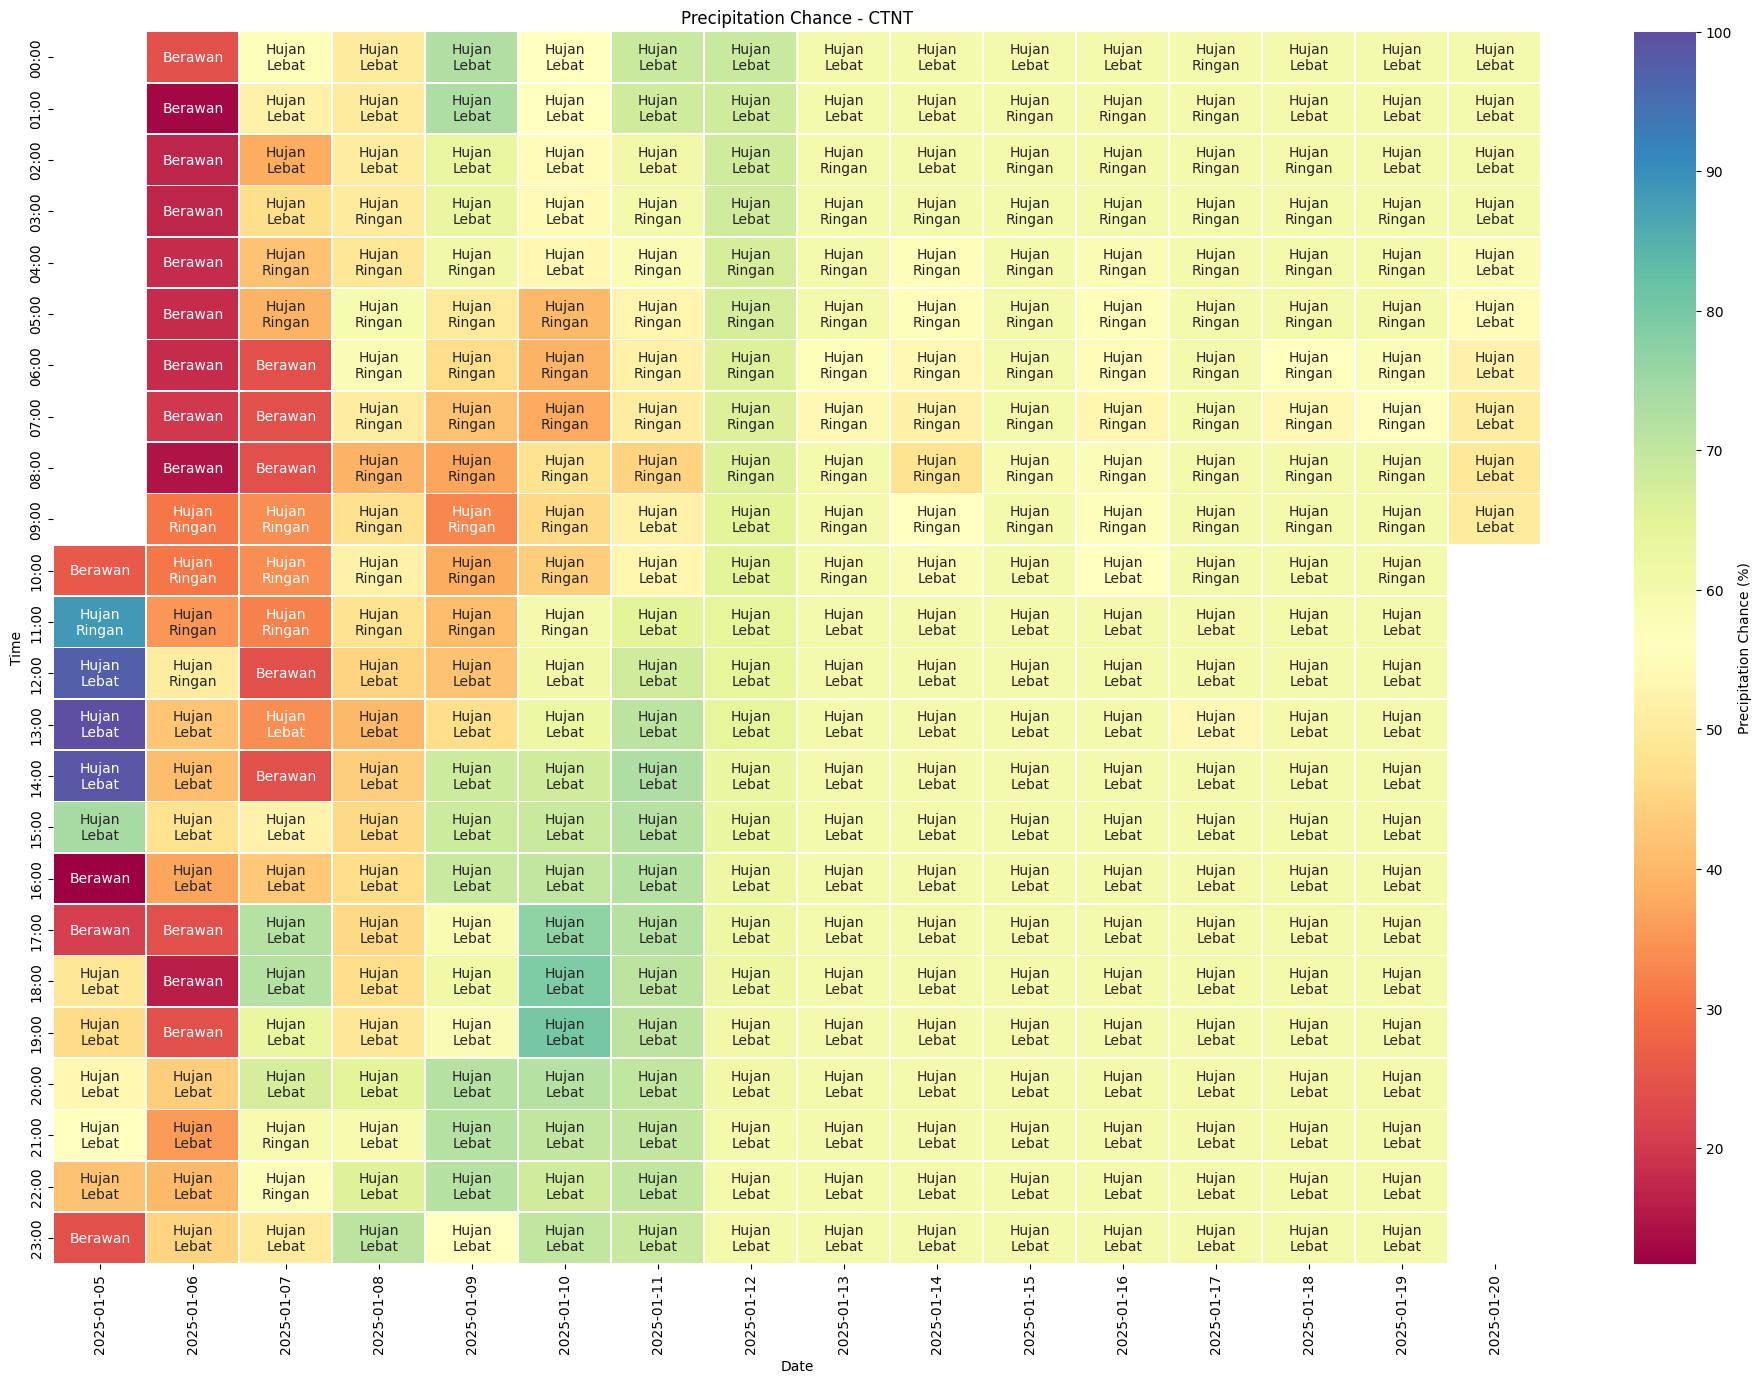 Precipitation Chance - CTNT
00:00 Berawan Hujan Lebat Hujan Lebat Hujan Lebat Hujan Lebat Hujan Lebat Hujan Lebat Hujan Lebat Hujan Lebat Hujan Lebat Hujan Lebat Hujan Ringan Hujan Lebat Hujan Lebat Hujan Lebat
01:00 Berawan Hujan Lebat Hujan Lebat Hujan Lebat Hujan Lebat Hujan Lebat Hujan Lebat Hujan Lebat Hujan Lebat Hujan Ringan Hujan Ringan Hujan Ringan Hujan Lebat Hujan Lebat Hujan Lebat
02:00 Berawan Hujan Lebat Hujan Lebat Hujan Lebat Hujan Lebat Hujan Lebat Hujan Lebat Hujan Ringan Hujan Lebat Hujan Ringan Hujan Ringan Hujan Ringan Hujan Ringan Hujan Lebat Hujan Lebat
03:00 Berawan Hujan Lebat Hujan Ringan Hujan Lebat Hujan Lebat Hujan Ringan Hujan Lebat Hujan Ringan Hujan Ringan Hujan Ringan Hujan Ringan Hujan Ringan Hujan Ringan Hujan Ringan Hujan Lebat
04:00 Berawan Hujan Ringan Hujan Ringan Hujan Ringan Hujan Lebat Hujan Ringan Hujan Ringan Hujan Ringan Hujan Ringan Hujan Ringan Hujan Ringan Hujan Ringan Hujan Ringan Hujan Ringan Hujan Lebat
05:00 Berawan Hujan Ringan Hujan Ringan Hujan Ringan Hujan Ringan Hujan Ringan Hujan Ringan Hujan Ringan Hujan Ringan Hujan Ringan Hujan Ringan Hujan Ringan Hujan Ringan Hujan Ringan Hujan Lebat
06:00 Berawan Berawan Hujan Ringan Hujan Ringan Hujan Ringan Hujan Ringan Hujan Ringan Hujan Ringan Hujan Ringan Hujan Ringan Hujan Ringan Hujan Ringan Hujan Ringan Hujan Ringan Hujan Lebat
07:00 Berawan Berawan Hujan Ringan Hujan Ringan Hujan Ringan Hujan Ringan Hujan Ringan Hujan Ringan Hujan Ringan Hujan Ringan Hujan Ringan Hujan Ringan Hujan Ringan Hujan Ringan Hujan Lebat
08:00 Berawan Berawan Hujan Ringan Hujan Ringan Hujan Ringan Hujan Ringan Hujan Ringan Hujan Ringan Hujan Ringan Hujan Ringan Hujan Ringan Hujan Ringan Hujan Ringan Hujan Ringan Hujan Lebat
09:00 Hujan Ringan Hujan Ringan Hujan Ringan Hujan Ringan Hujan Ringan Hujan Lebat Hujan Lebat Hujan Ringan Hujan Ringan Hujan Ringan Hujan Ringan Hujan Ringan Hujan Ringan Hujan Ringan Hujan Lebat
10:00 Berawan Hujan Ringan Hujan Ringan Hujan Ringan Hujan Ringan Hujan Ringan Hujan Lebat Hujan Lebat Hujan Ringan Hujan Lebat Hujan Lebat Hujan Lebat Hujan Ringan Hujan Lebat Hujan Ringan
11:00 Hujan Ringan Hujan Ringan Hujan Ringan Hujan Ringan Hujan Ringan Hujan Ringan Hujan Lebat Hujan Lebat Hujan Lebat Hujan Lebat Hujan Lebat Hujan Lebat Hujan Lebat Hujan Lebat Hujan Lebat
12:00 Hujan Lebat Hujan Ringan Berawan Hujan Lebat Hujan Lebat Hujan Lebat Hujan Lebat Hujan Lebat Hujan Lebat Hujan Lebat Hujan Lebat Hujan Lebat Hujan Lebat Hujan Lebat Hujan Lebat
13:00 Hujan Lebat Hujan Lebat Hujan Lebat Hujan Lebat Hujan Lebat Hujan Lebat Hujan Lebat Hujan Lebat Hujan Lebat Hujan Lebat Hujan Lebat Hujan Lebat Hujan Lebat Hujan Lebat Hujan Lebat
14:00 Hujan Lebat Hujan Lebat Berawan Hujan Lebat Hujan Lebat Hujan Lebat Hujan Lebat Hujan Lebat Hujan Lebat Hujan Lebat Hujan Lebat Hujan Lebat Hujan Lebat Hujan Lebat Hujan Lebat
15:00 Hujan Lebat Hujan Lebat Hujan Lebat Hujan Lebat Hujan Lebat Hujan Lebat Hujan Lebat Hujan Lebat Hujan Lebat Hujan Lebat Hujan Lebat Hujan Lebat Hujan Lebat Hujan Lebat Hujan Lebat
16:00 Berawan Hujan Lebat Hujan Lebat Hujan Lebat Hujan Lebat Hujan Lebat Hujan Lebat Hujan Lebat Hujan Lebat Hujan Lebat Hujan Lebat Hujan Lebat Hujan Lebat Hujan Lebat Hujan Lebat
17:00 Berawan Berawan Hujan Lebat Hujan Lebat Hujan Lebat Hujan Lebat Hujan Lebat Hujan Lebat Hujan Lebat Hujan Lebat Hujan Lebat Hujan Lebat Hujan Lebat Hujan Lebat Hujan Lebat
18:00 Hujan Lebat Berawan Hujan Lebat Hujan Lebat Hujan Lebat Hujan Lebat Hujan Lebat Hujan Lebat Hujan Lebat Hujan Lebat Hujan Lebat Hujan Lebat Hujan Lebat Hujan Lebat Hujan Lebat
19:00 Hujan Lebat Berawan Hujan Lebat Hujan Lebat Hujan Lebat Hujan Lebat Hujan Lebat Hujan Lebat Hujan Lebat Hujan Lebat Hujan Lebat Hujan Lebat Hujan Lebat Hujan Lebat Hujan Lebat
20:00 Hujan Lebat Hujan Lebat Hujan Lebat Hujan Lebat Hujan Lebat Hujan Lebat Hujan Lebat Hujan Lebat Hujan Lebat Hujan Lebat Hujan Lebat Hujan Lebat Hujan Lebat Hujan Lebat Hujan Lebat
21:00 Hujan Lebat Hujan Lebat Hujan Ringan Hujan Lebat Hujan Lebat Hujan Lebat Hujan Lebat Hujan Lebat Hujan Lebat Hujan Lebat Hujan Lebat Hujan Lebat Hujan Lebat Hujan Lebat Hujan Lebat
22:00 Hujan Lebat Hujan Lebat Hujan Ringan Hujan Lebat Hujan Lebat Hujan Lebat Hujan Lebat Hujan Lebat Hujan Lebat Hujan Lebat Hujan Lebat Hujan Lebat Hujan Lebat Hujan Lebat Hujan Lebat
23:00 Berawan Hujan Lebat Hujan Lebat Hujan Lebat Hujan Lebat Hujan Lebat Hujan Lebat Hujan Lebat Hujan Lebat Hujan Lebat Hujan Lebat Hujan Lebat Hujan Lebat Hujan Lebat Hujan Lebat
Time
2025-01-05 2025-01-06 2025-01-07 2025-01-08 2025-01-09 2025-01-10 2025-01-11 2025-01-12 2025-01-13 2025-01-14 2025-01-15 2025-01-16 2025-01-17 2025-01-18 2025-01-19 2025-01-20
Date
100
90
80
70
60
50
40
30
20
Precipitation Chance (%)